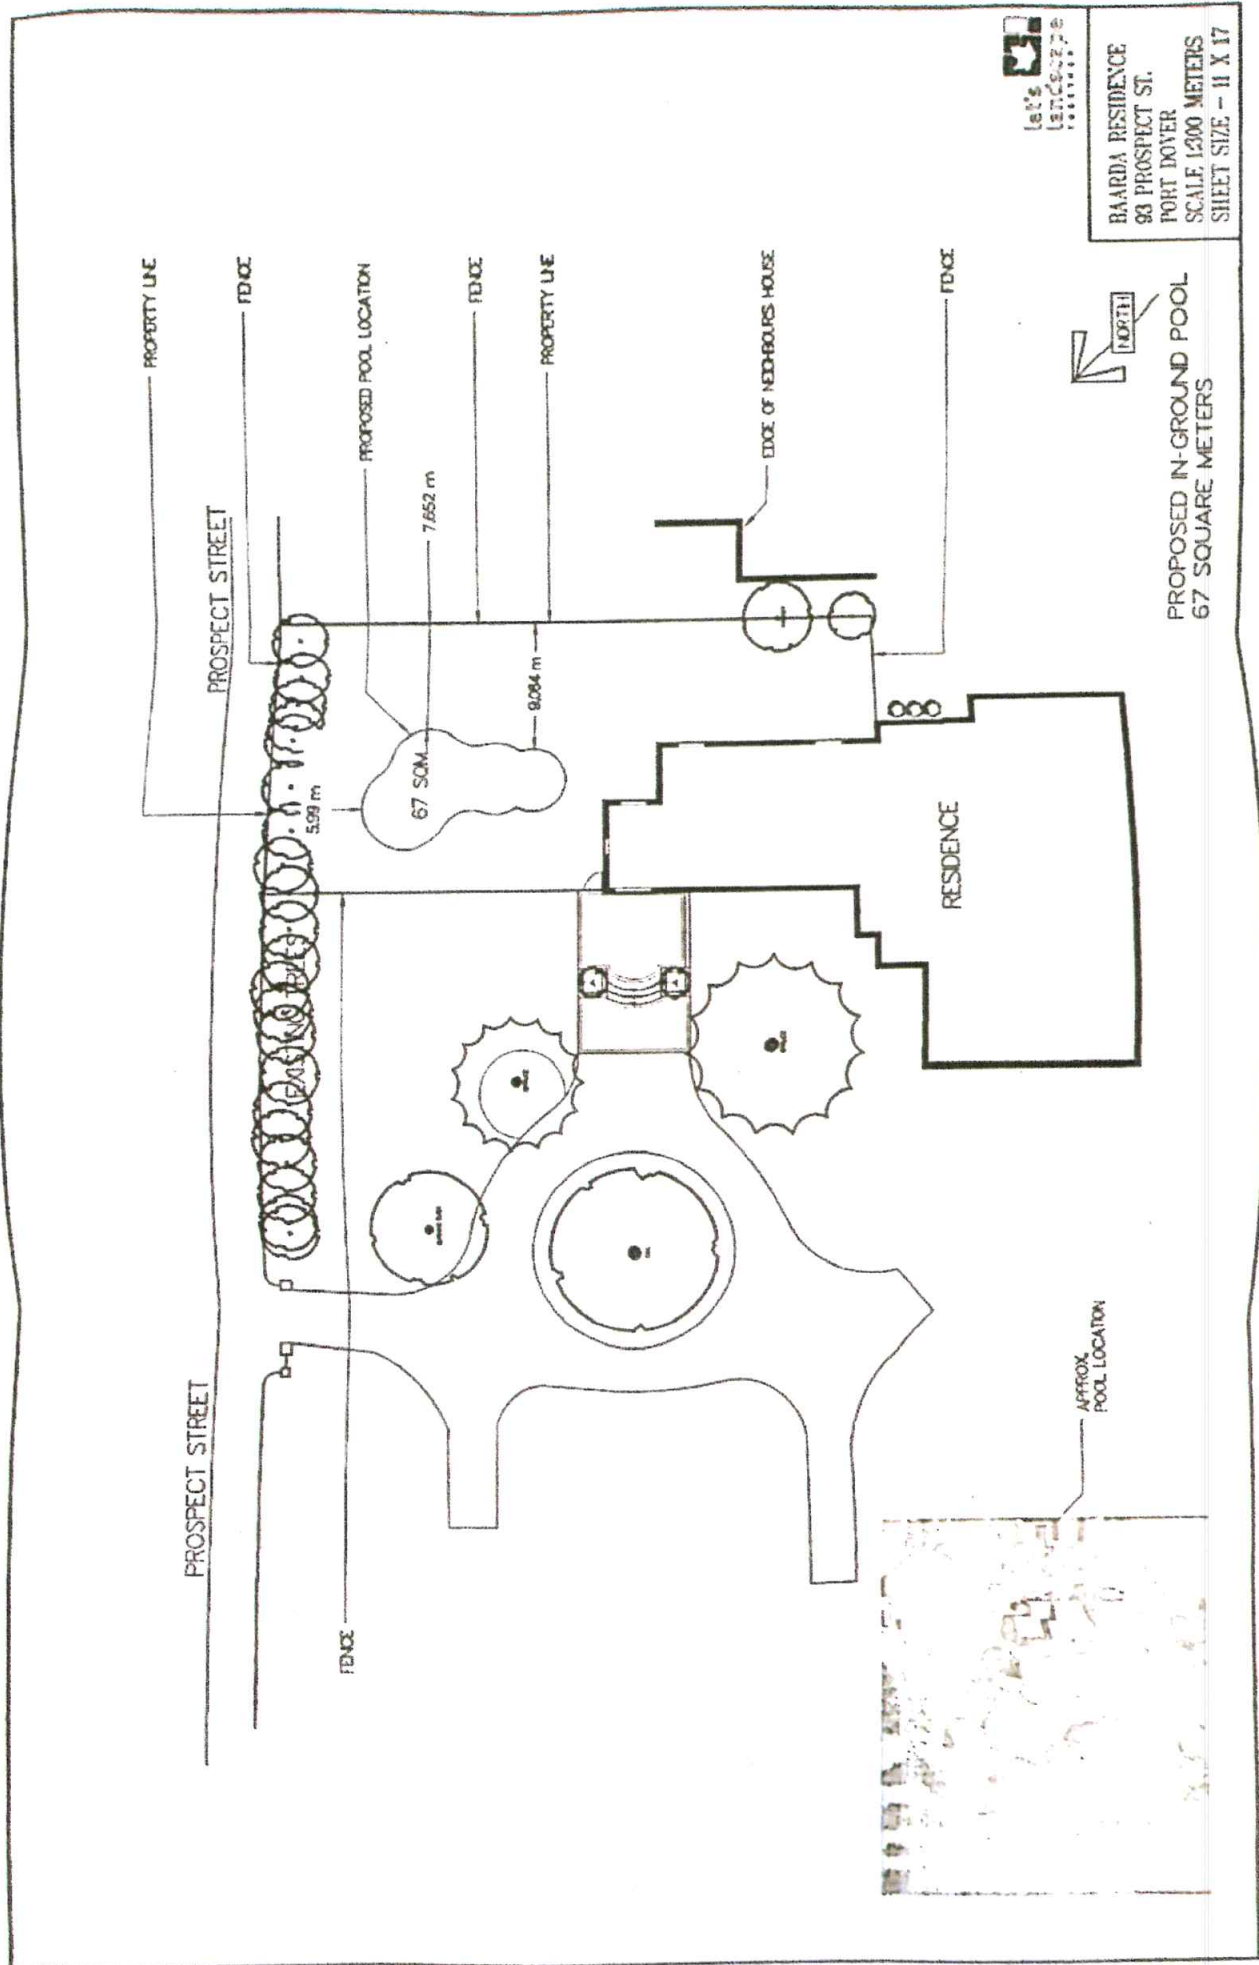 PROSPECT STREET
PROSPECT STREET
PROPERTY LINE
FENCE
PROPOSED POOL LOCATION
FENCE
PROPERTY LINE
EDGE OF NEIGHBOURS HOUSE
FENCE
5.99 m
67 SQM
7.652 m
9.084 m
EXISTING TREES
FENCE
RESIDENCE
APPROX.
POOL LOCATION
NORTH
PROPOSED IN-GROUND POOL
67 SQUARE METERS
let's
landscape
BAARDA RESIDENCE
93 PROSPECT ST.
PORT DOVER
SCALE 1:300 METERS
SHEET SIZE - 11 X 17